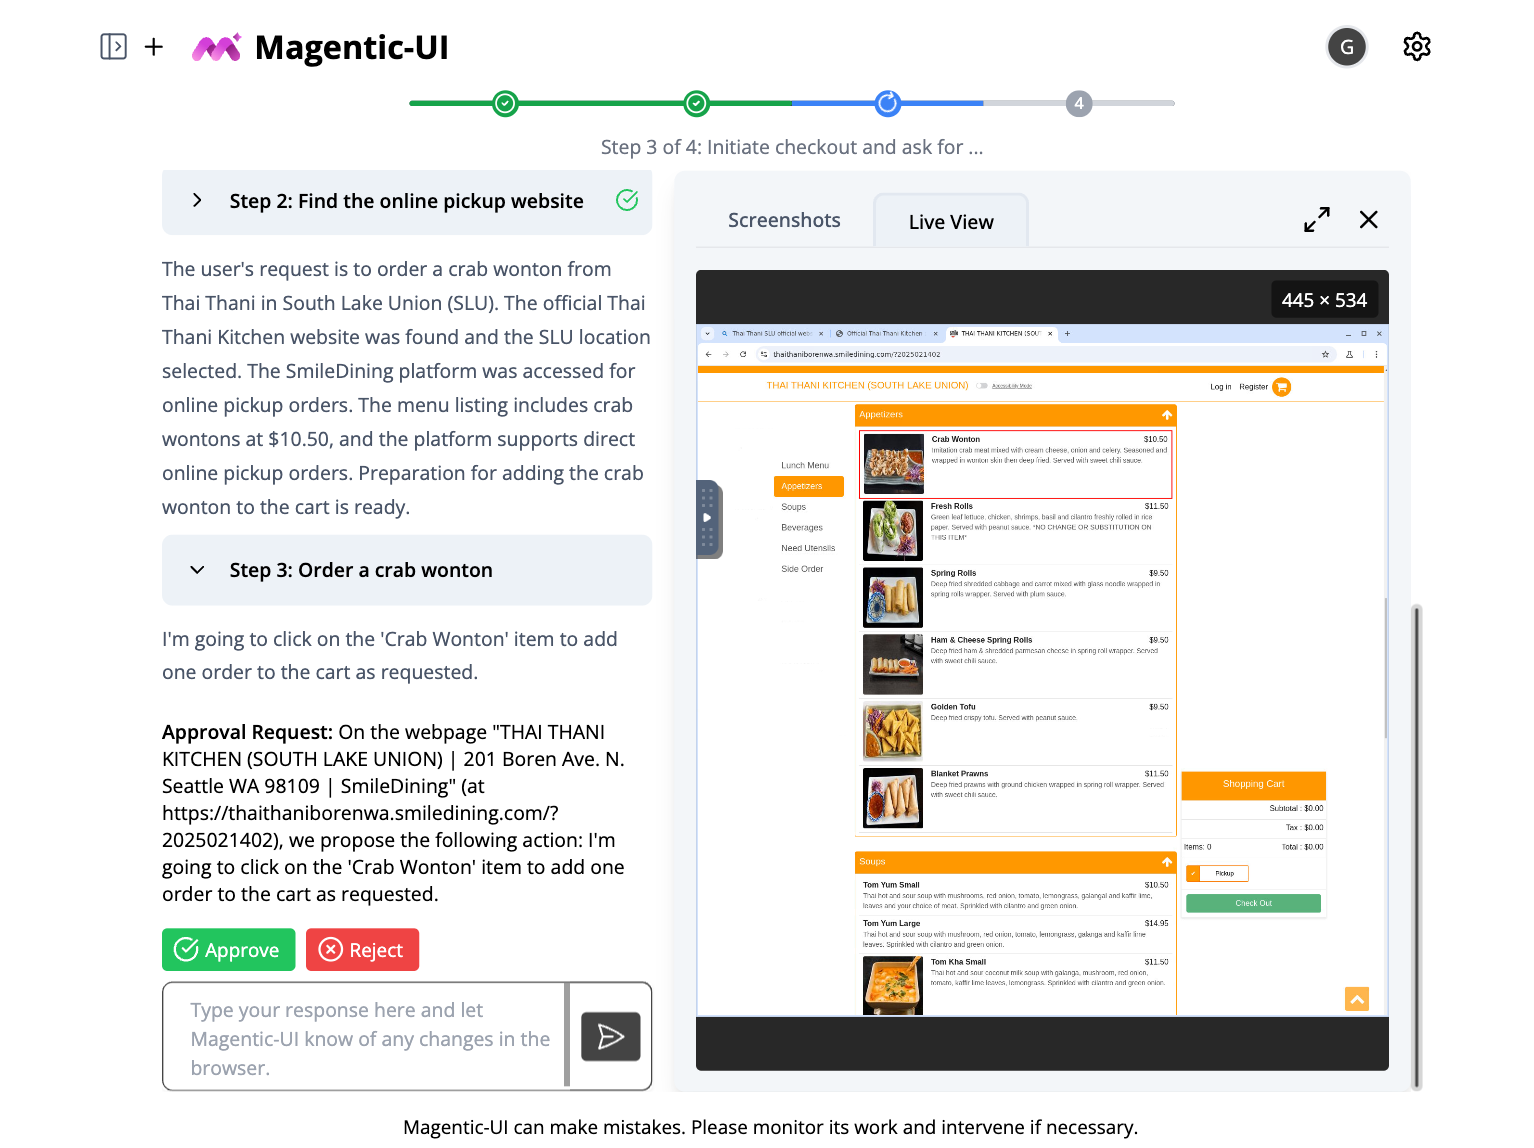 Magentic-UI
G
4
Step 3 of 4: Initiate checkout and ask for ...
Step 2: Find the online pickup website
The user's request is to order a crab wonton from
Thai Thani in South Lake Union (SLU). The official Thai
Thani Kitchen website was found and the SLU location
selected. The SmileDining platform was accessed for
online pickup orders. The menu listing includes crab
wontons at $10.50, and the platform supports direct
online pickup orders. Preparation for adding the crab
wonton to the cart is ready.
Step 3: Order a crab wonton
I'm going to click on the 'Crab Wonton' item to add
one order to the cart as requested.
Approval Request: On the webpage "THAI THANI
KITCHEN (SOUTH LAKE UNION) | 201 Boren Ave. N.
Seattle WA 98109 | SmileDining" (at
https://thaithaniborenwa.smiledining.com/?
2025021402), we propose the following action: I'm
going to click on the 'Crab Wonton' item to add one
order to the cart as requested.
Approve
Reject
Type your response here and let
Magentic-UI know of any changes in the
browser.
Screenshots
Live View
445 × 534
Thai Thani SLU official web
Official Thai Thani Kitchen
THAI THANI KITCHEN (SOU
thaithaniborenwa.smiledining.com/?2025021402
THAI THANI KITCHEN (SOUTH LAKE UNION)
Accessibility Mode
Log in
Register
Lunch Menu
Appetizers
Soups
Beverages
Need Utensils
Side Order
Appetizers
Crab Wonton $10.50
Imitation crab meat mixed with cream cheese, onion and celery. Seasoned and
wrapped in wonton skin then deep fried. Served with sweet chili sauce.
Fresh Rolls $11.50
Green leaf lettuce, chicken, shrimps, basil and cilantro freshly rolled in rice
paper. Served with peanut sauce. *NO CHANGE OR SUBSTITUTION ON
THIS ITEM*
Spring Rolls $9.50
Deep fried shredded cabbage and carrot mixed with glass noodle wrapped in
spring rolls wrapper. Served with plum sauce.
Ham & Cheese Spring Rolls $9.50
Deep fried ham & shredded parmesan cheese in spring roll wrapper. Served
with sweet chili sauce.
Golden Tofu $9.50
Deep fried crispy tofu. Served with peanut sauce.
Blanket Prawns $11.50
Deep fried prawns with ground chicken wrapped in spring roll wrapper. Served
with sweet chili sauce.
Soups
Tom Yum Small $10.50
Thai hot and sour soup with mushrooms, red onion, tomato, lemongrass, galangal and kaffir lime,
leaves and your choice of meat. Sprinkled with cilantro and green onion.
Tom Yum Large $14.95
Thai hot and sour soup with mushroom, red onion, tomato, lemongrass, galanga and kaffir lime
leaves. Sprinkled with cilantro and green onion.
Tom Kha Small $11.50
Thai hot and sour coconut milk soup with galanga, mushroom, red onion,
tomato, kaffir lime leaves, lemongrass. Sprinkled with cilantro and green onion.
Shopping Cart
Subtotal : $0.00
Tax : $0.00
Items: 0 Total : $0.00
Pickup
Check Out
Magentic-UI can make mistakes. Please monitor its work and intervene if necessary.